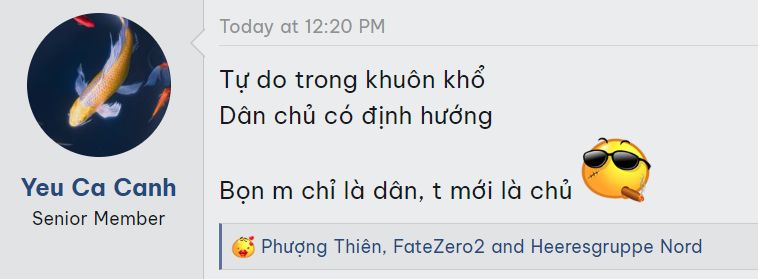 Today at 12:20 PM
Tự do trong khuôn khổ
Dân chủ có định hướng
Bọn m chỉ là dân, t mới là chủ
Yeu Ca Canh
Senior Member
Phượng Thiên, FateZero2 and Heeresgruppe Nord